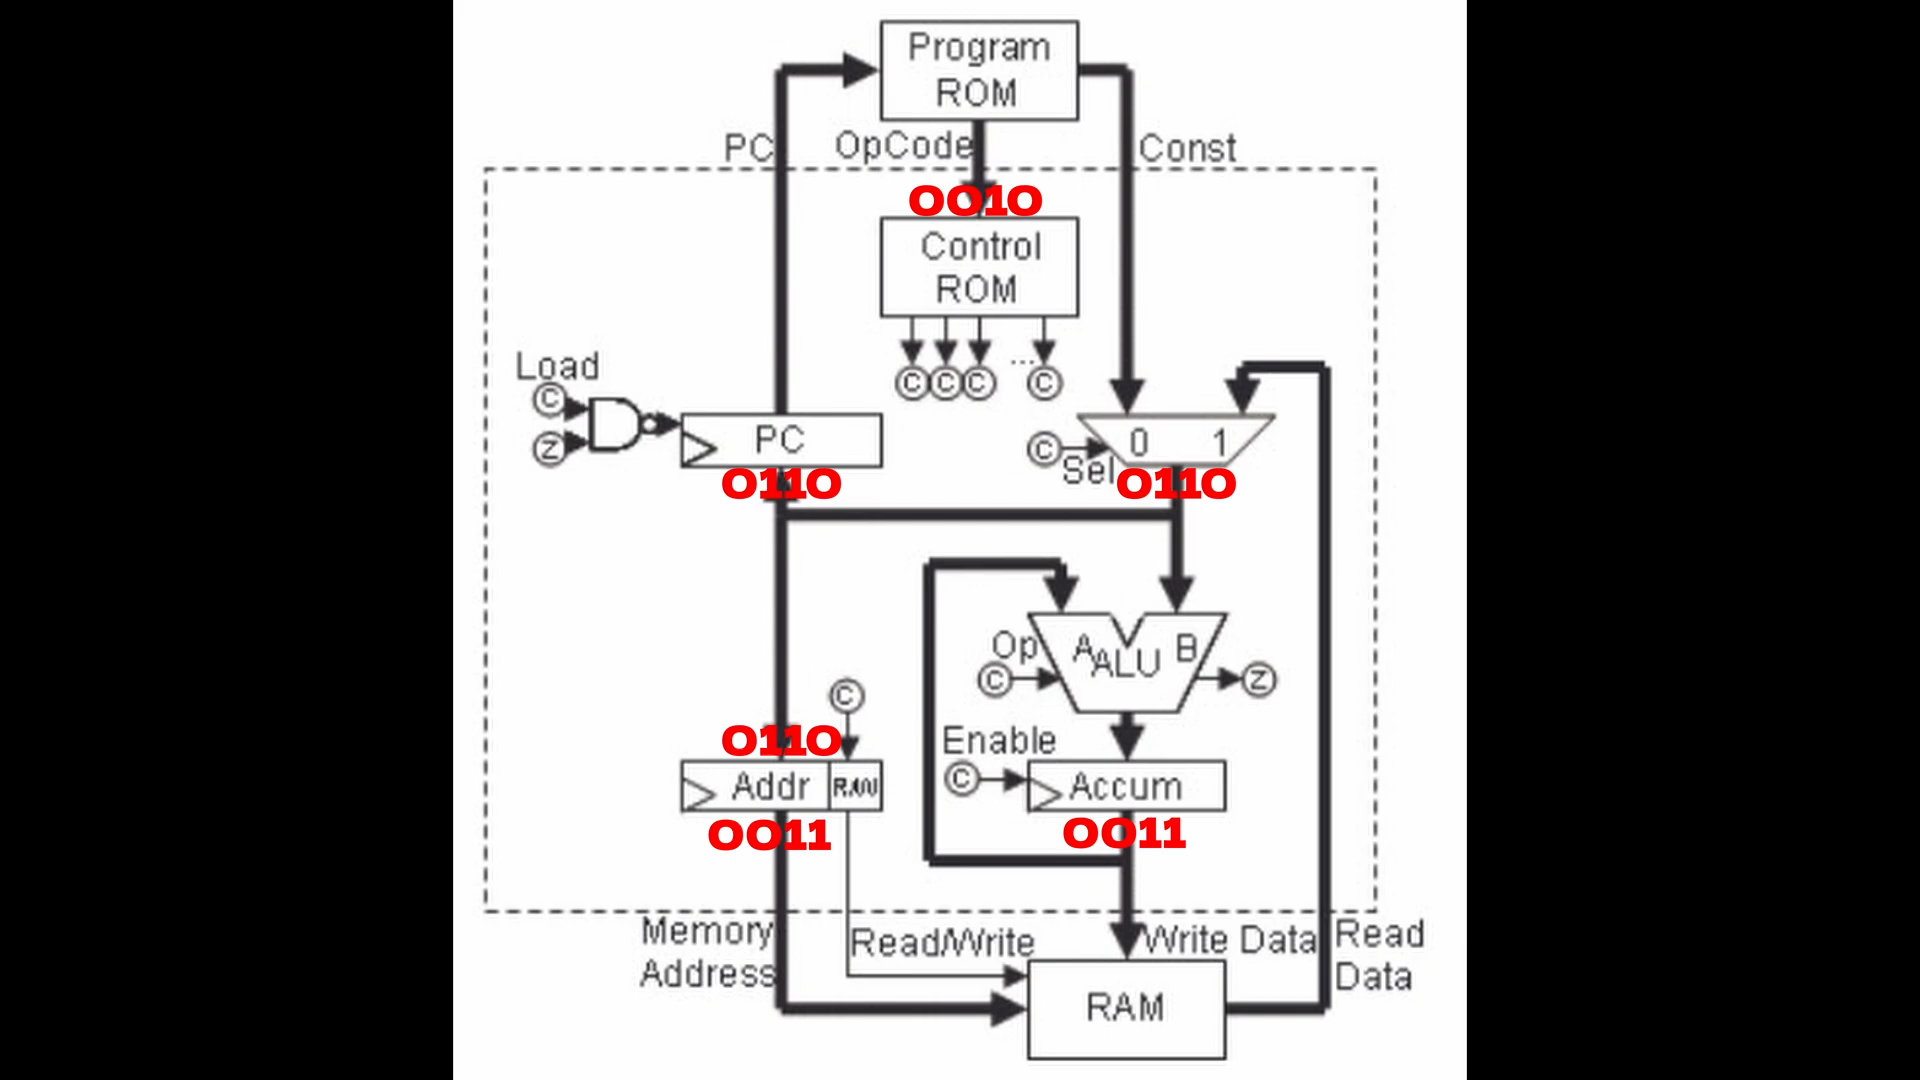 Program
ROM
PC
OpCode
Const
0010
Control
ROM
C
C
C
...
C
Load
C
Z
PC
C
Sel
0
1
0110
0110
Op
C
A
ALU
B
Z
C
0110
Enable
C
Addr
R/W
Accum
0011
0011
Memory
Address
Read/Write
Write Data
Read
Data
RAM